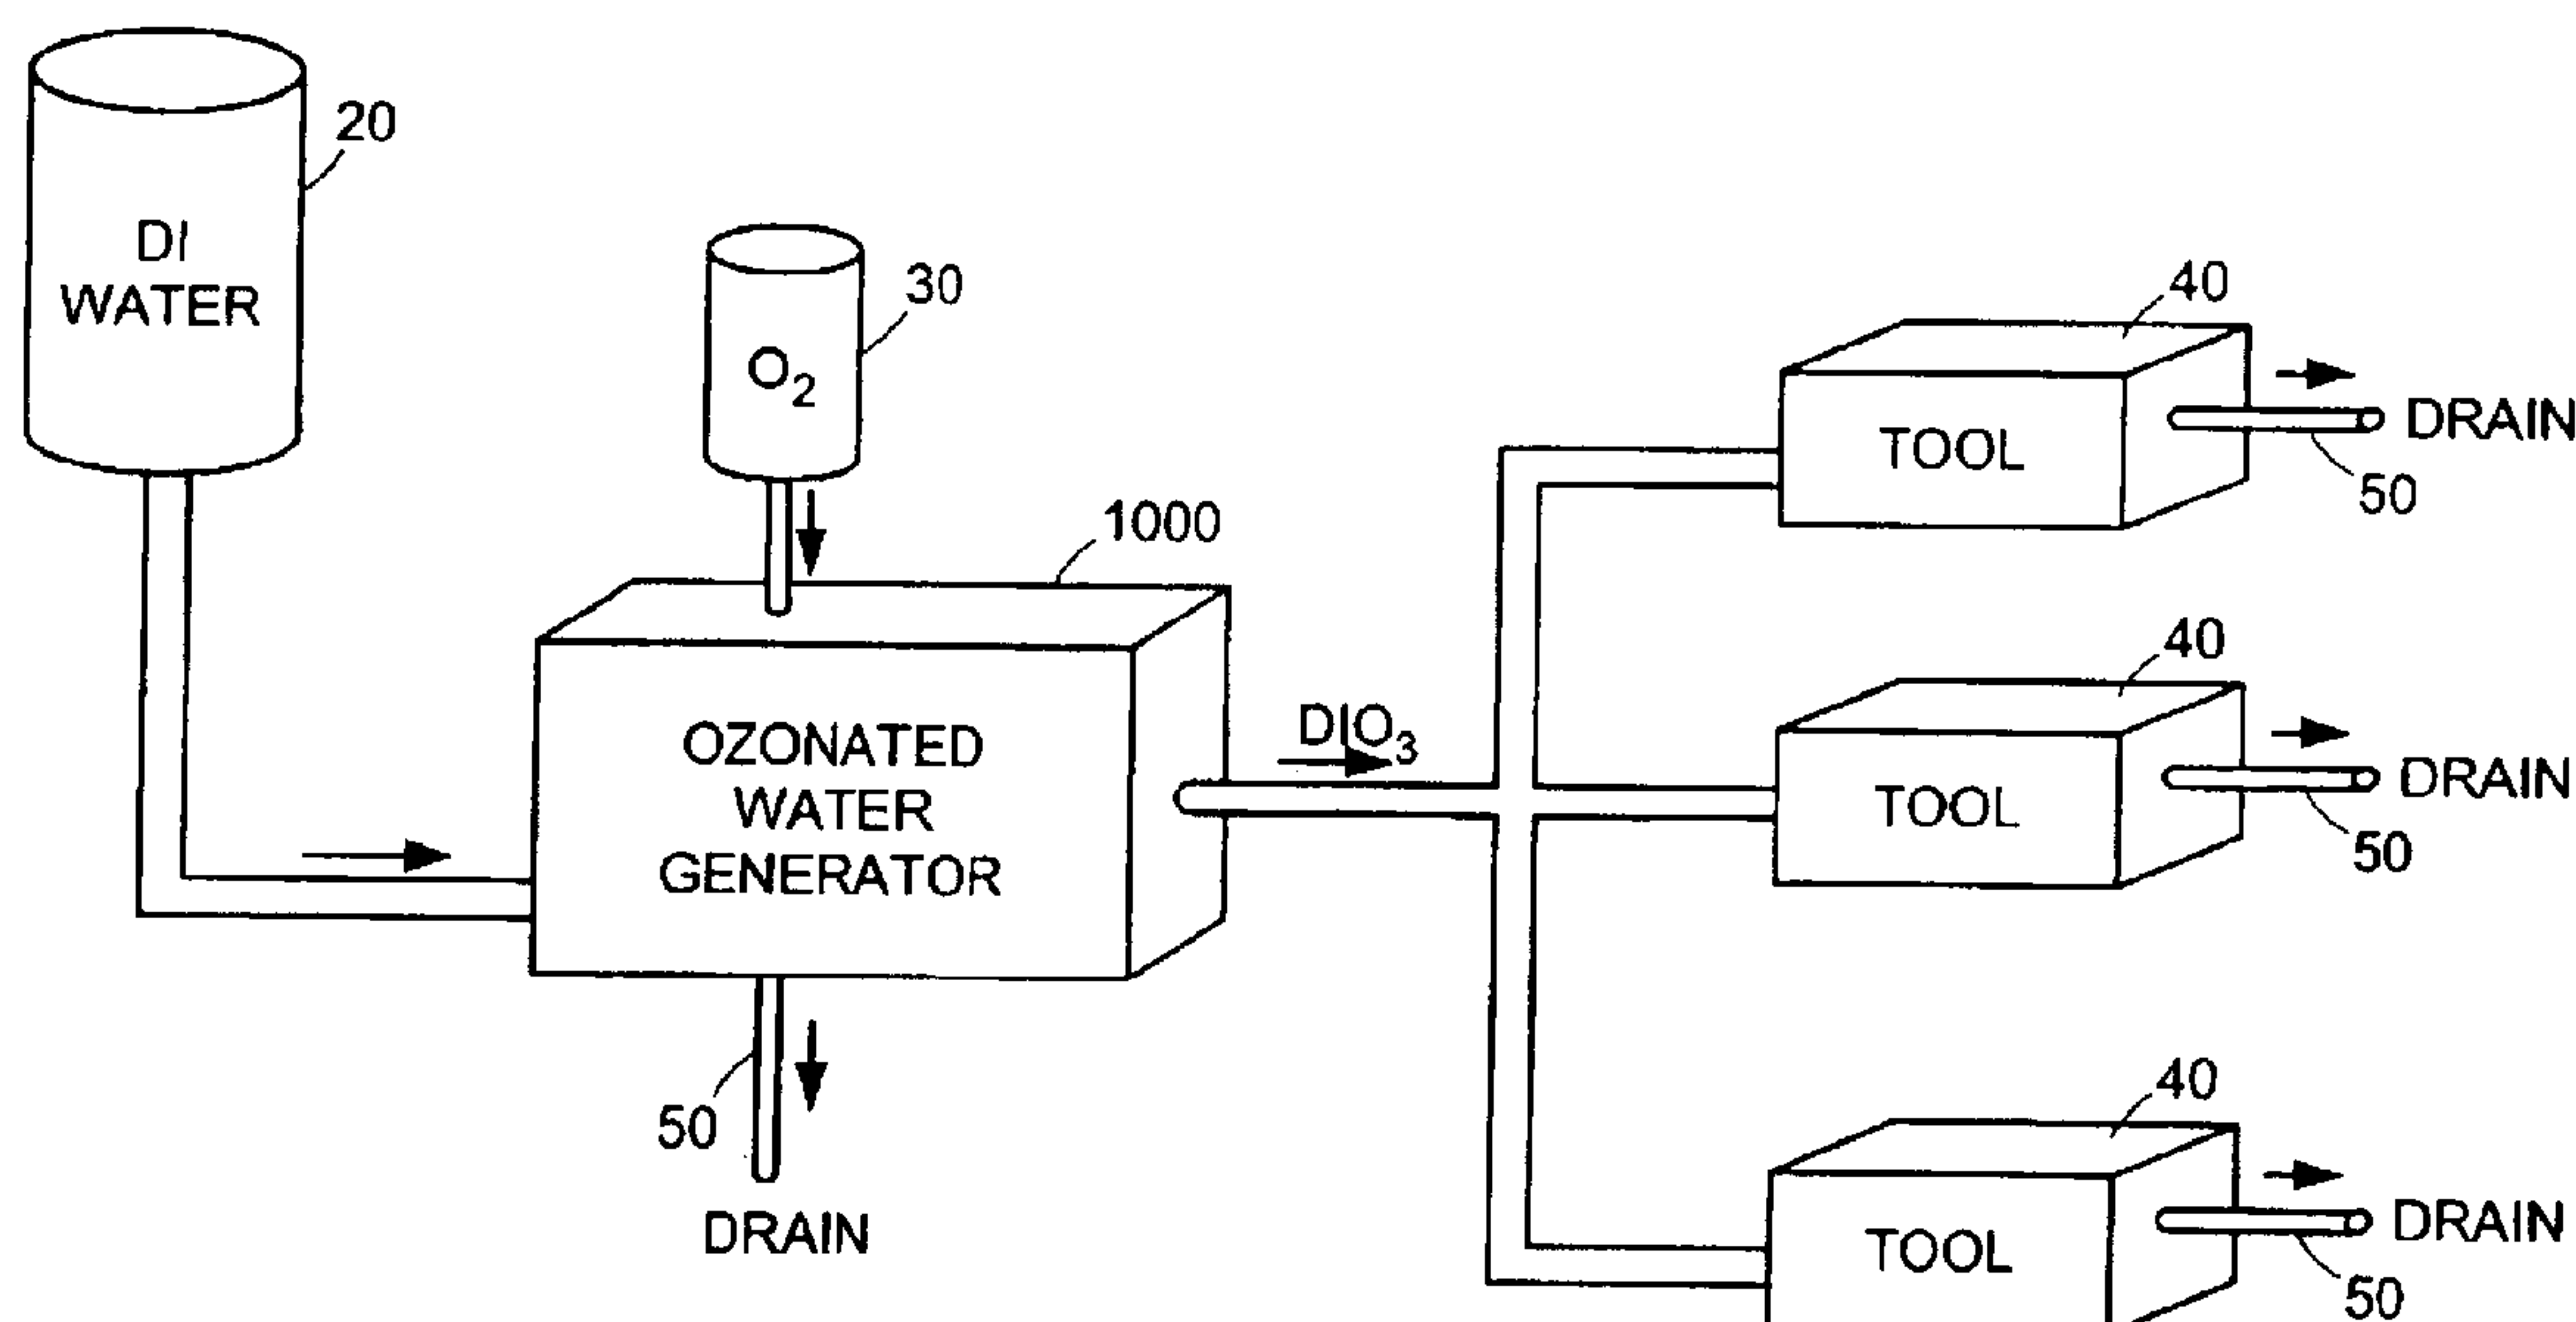 20
DI
WATER
30
O₂
1000
OZONATED
WATER
GENERATOR
50
DRAIN
DIO₃
40
TOOL
DRAIN
50
40
TOOL
DRAIN
50
40
TOOL
DRAIN
50